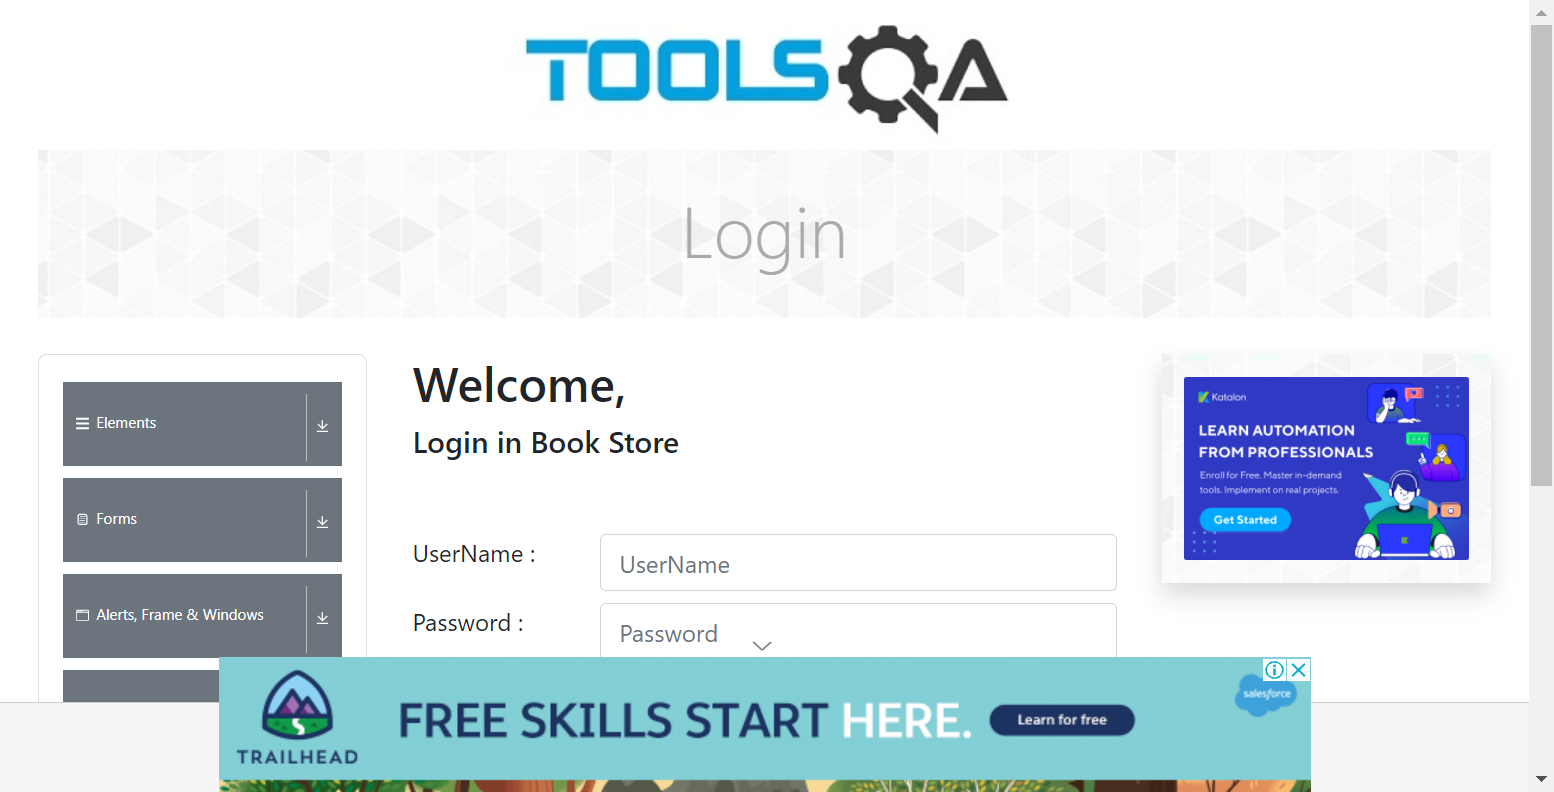 TOOLSQA
Login
Elements
Forms
Alerts, Frame & Windows
Welcome,
Login in Book Store
UserName :
UserName
Password :
Password
Katalon
LEARN AUTOMATION
FROM PROFESSIONALS
Enroll for Free. Master in-demand
tools. Implement on real projects.
Get Started
TRAILHEAD
FREE SKILLS START HERE.
Learn for free
salesforce